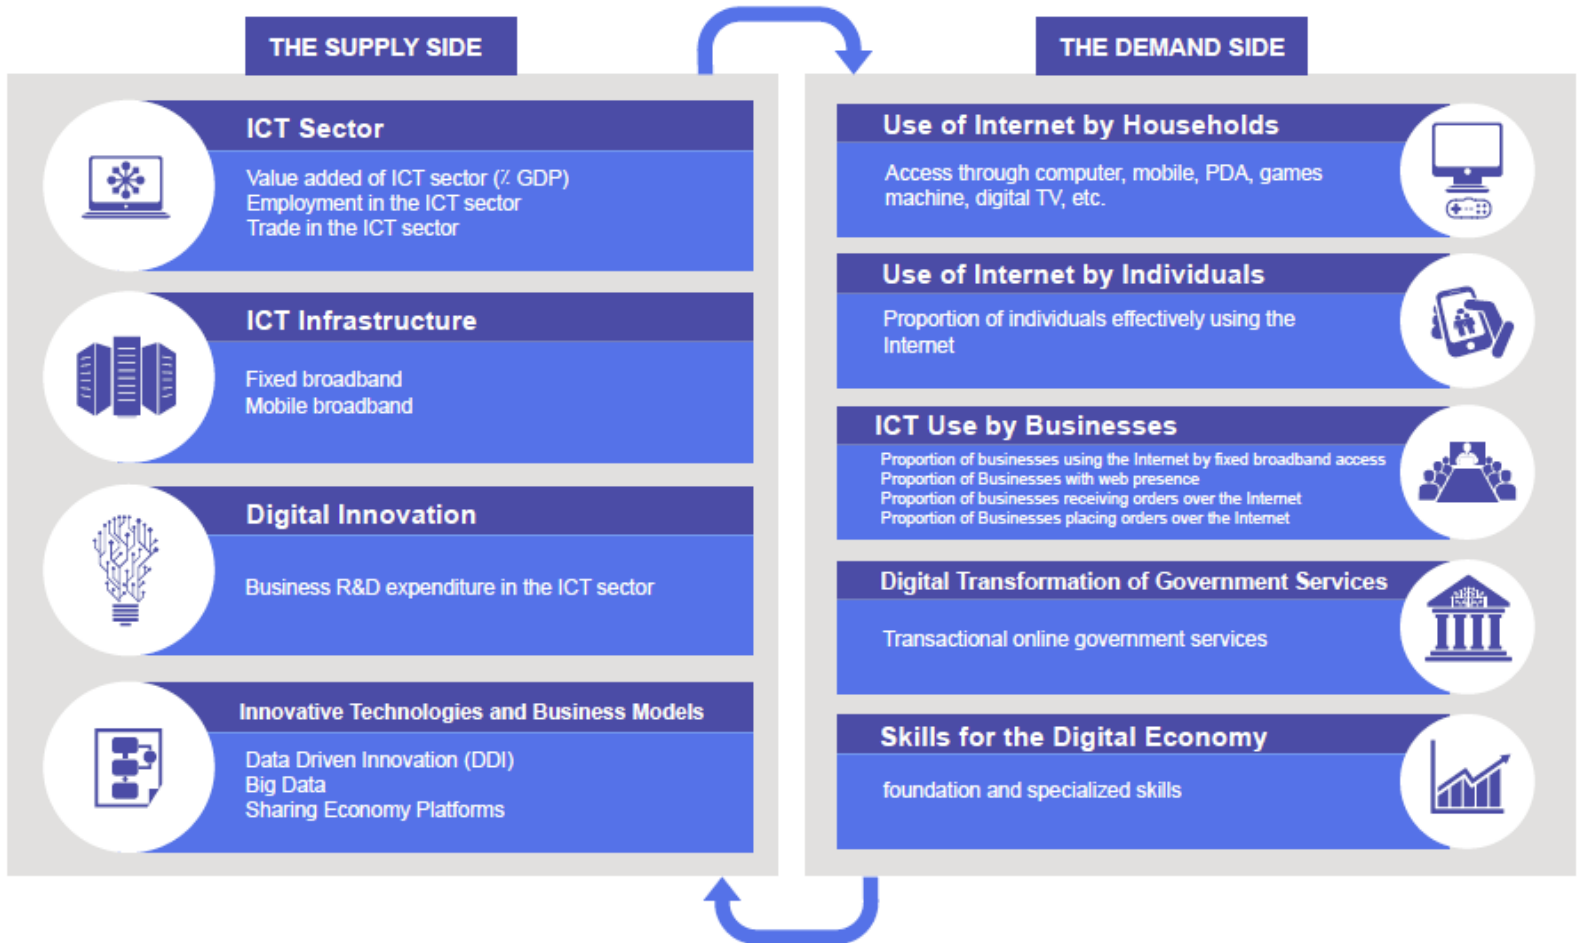 THE SUPPLY SIDE
ICT Sector
Value added of ICT sector (٪ GDP)
Employment in the ICT sector
Trade in the ICT sector
ICT Infrastructure
Fixed broadband
Mobile broadband
Digital Innovation
Business R&D expenditure in the ICT sector
Innovative Technologies and Business Models
Data Driven Innovation (DDI)
Big Data
Sharing Economy Platforms
THE DEMAND SIDE
Use of Internet by Households
Access through computer, mobile, PDA, games
machine, digital TV, etc.
Use of Internet by Individuals
Proportion of individuals effectively using the
Internet
ICT Use by Businesses
Proportion of businesses using the Internet by fixed broadband access
Proportion of Businesses with web presence
Proportion of businesses receiving orders over the Internet
Proportion of Businesses placing orders over the Internet
Digital Transformation of Government Services
Transactional online government services
Skills for the Digital Economy
foundation and specialized skills